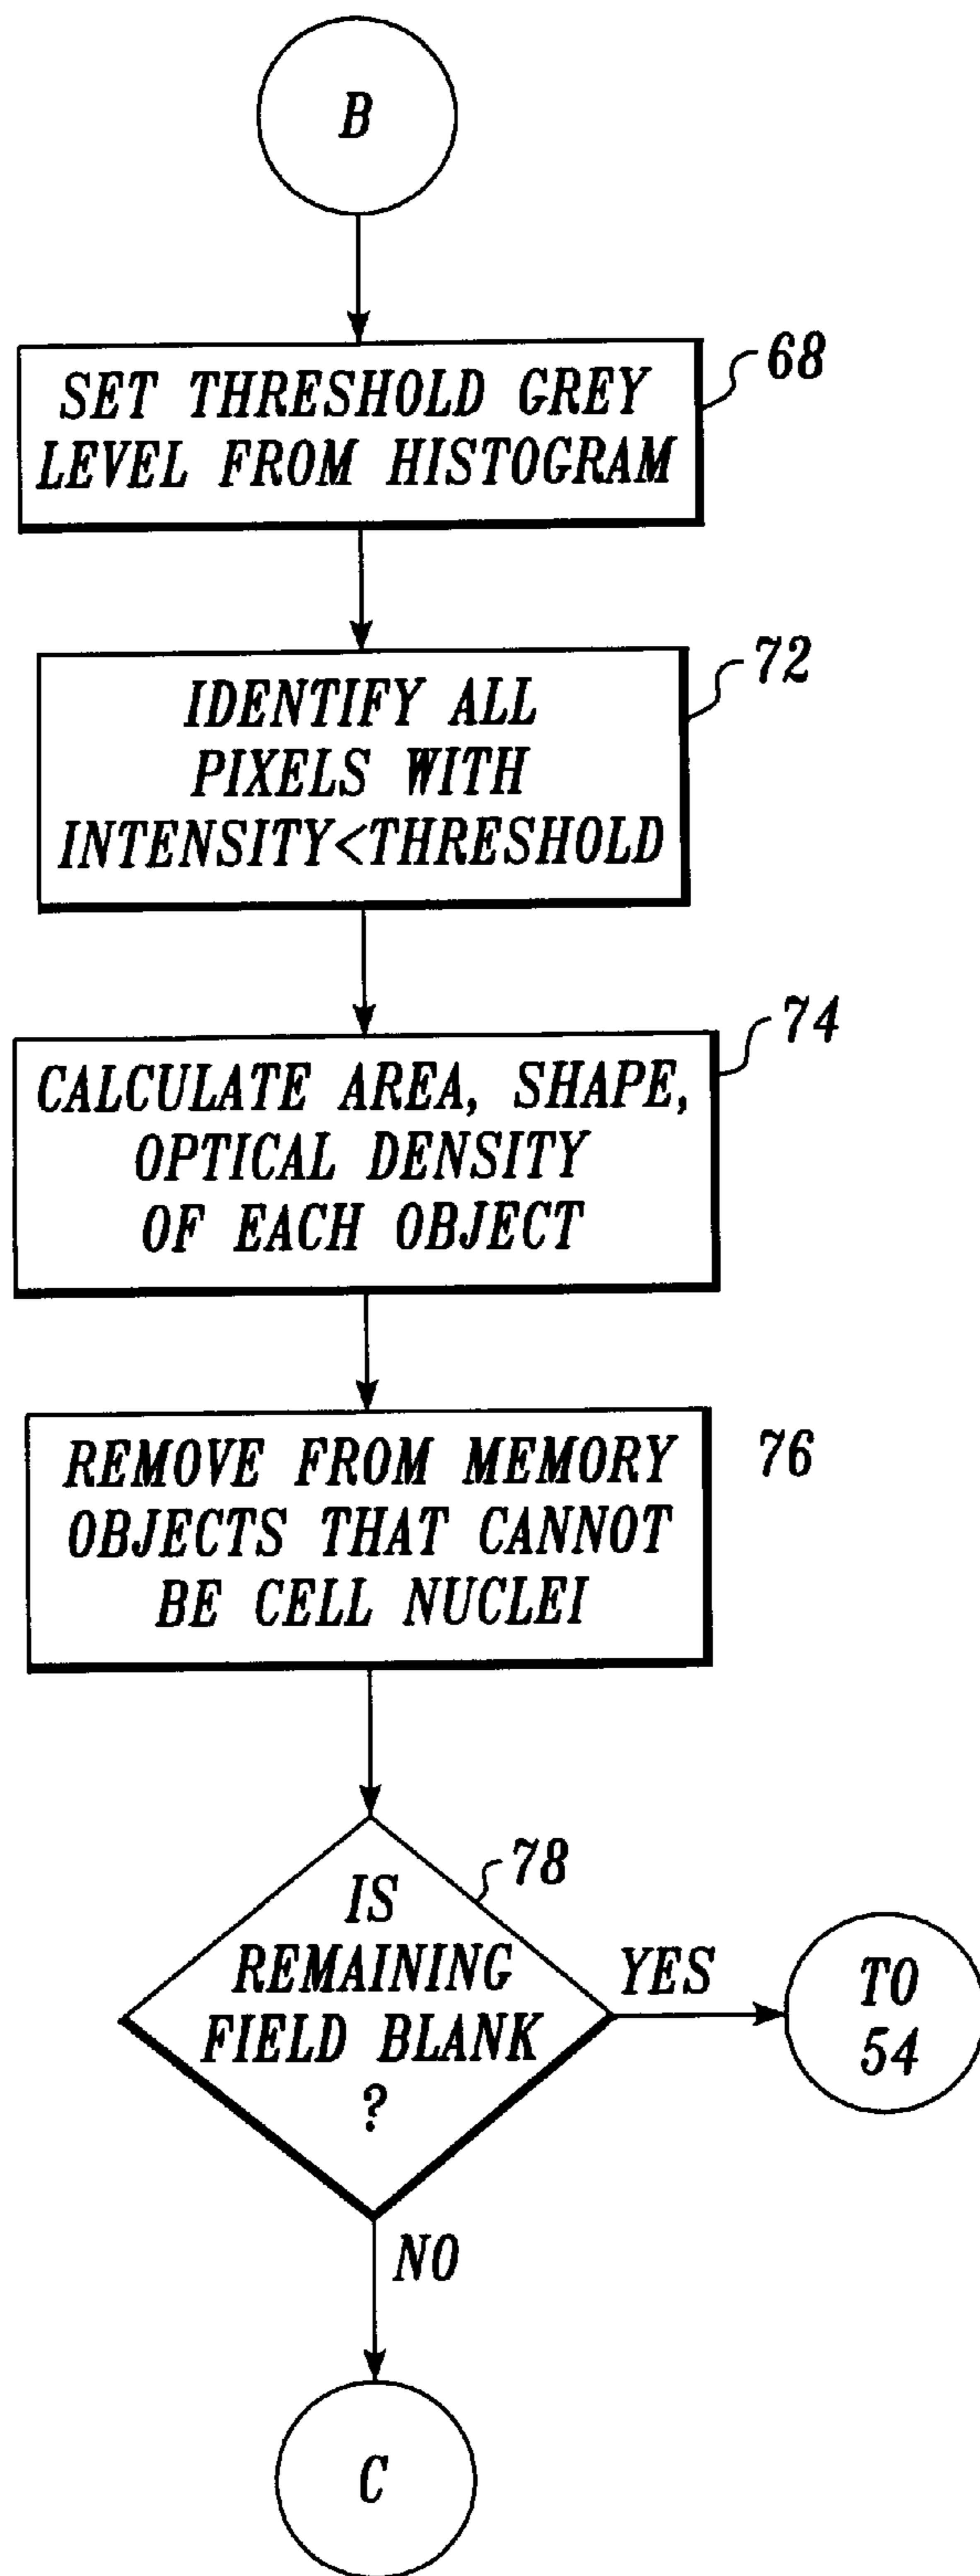 B
SET THRESHOLD GREY
LEVEL FROM HISTOGRAM
68
IDENTIFY ALL
PIXELS WITH
INTENSITY<THRESHOLD
72
CALCULATE AREA, SHAPE,
OPTICAL DENSITY
OF EACH OBJECT
74
REMOVE FROM MEMORY
OBJECTS THAT CANNOT
BE CELL NUCLEI
76
IS
REMAINING
FIELD BLANK
?
78
YES
TO
54
NO
C